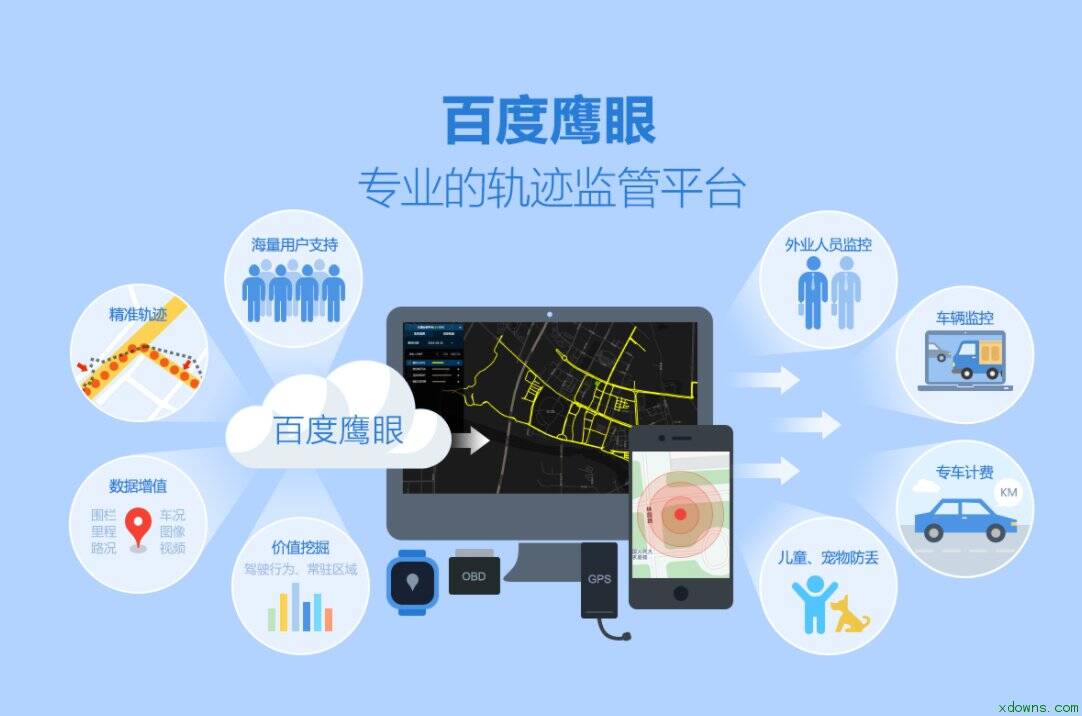 百度鹰眼
专业的轨迹监管平台
海量用户支持
精准轨迹
百度鹰眼
数据增值
围栏
里程
路况
车况
图像
视频
价值挖掘
驾驶行为、常驻区域
OBD
GPS
外业人员监控
车辆监控
专车计费
KM
儿童、宠物防丢
xdowns.com